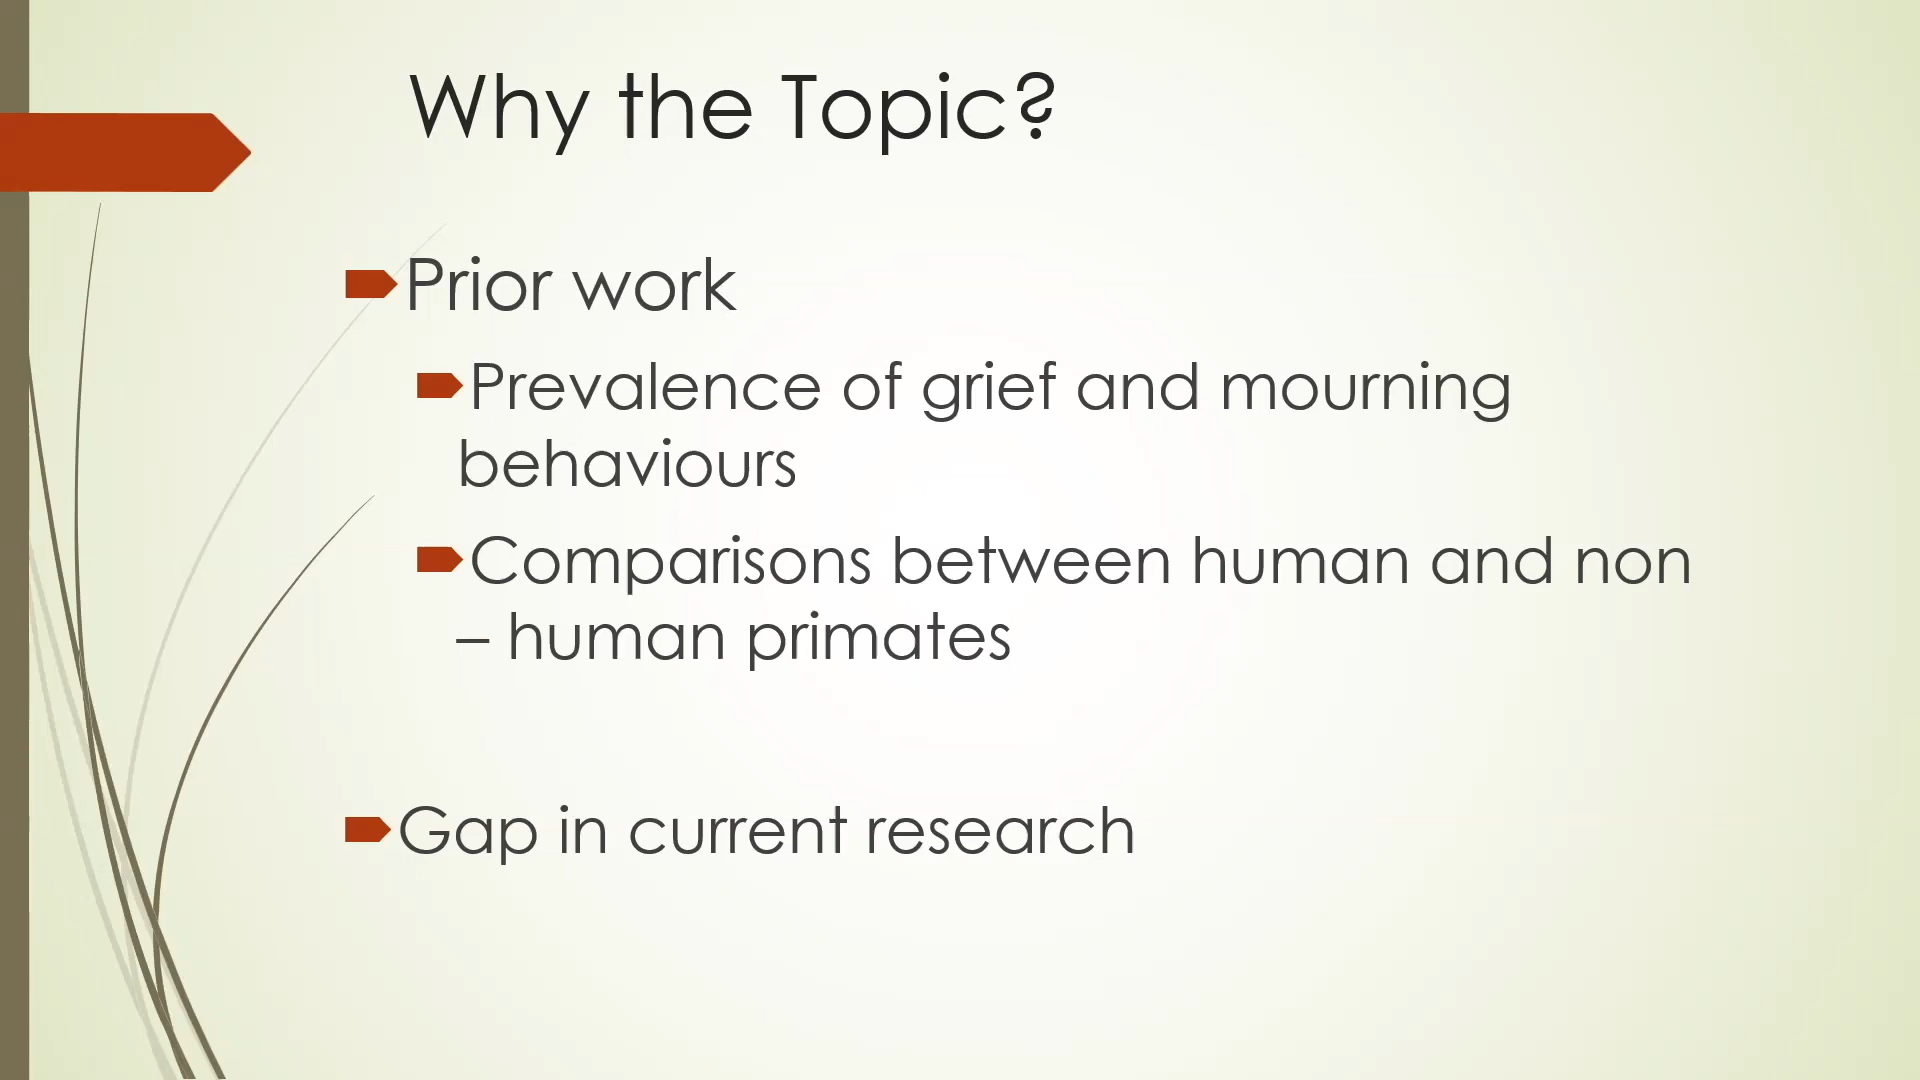 Why the Topic?
Prior work
Prevalence of grief and mourning
behaviours
Comparisons between human and non
– human primates
Gap in current research